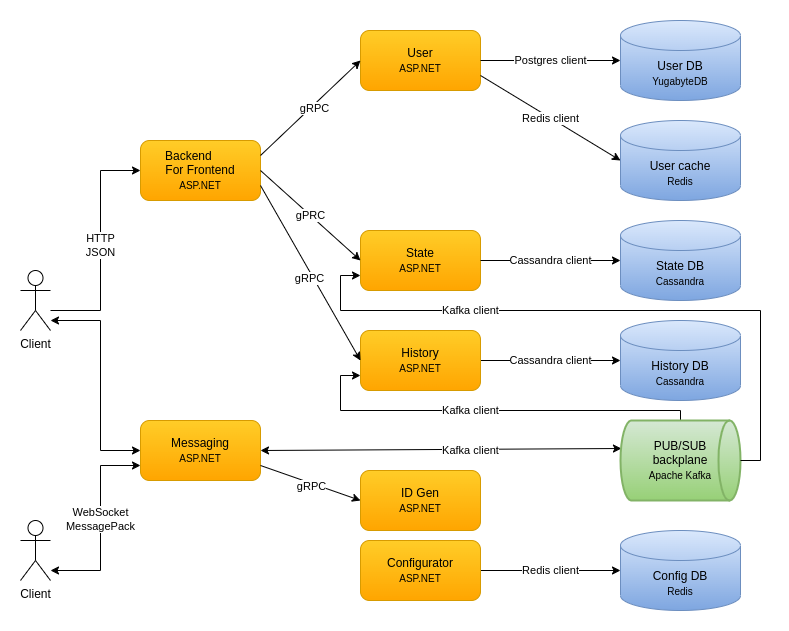 User
ASP.NET
Postgres client
User DB
YugabyteDB
gRPC
Redis client
Backend
For Frontend
ASP.NET
User cache
Redis
gPRC
HTTP
JSON
State
ASP.NET
Cassandra client
State DB
Cassandra
gRPC
Kafka client
Client
History
ASP.NET
Cassandra client
History DB
Cassandra
Kafka client
Messaging
ASP.NET
Kafka client
PUB/SUB
backplane
Apache Kafka
gRPC
ID Gen
ASP.NET
WebSocket
MessagePack
Configurator
ASP.NET
Redis client
Config DB
Redis
Client